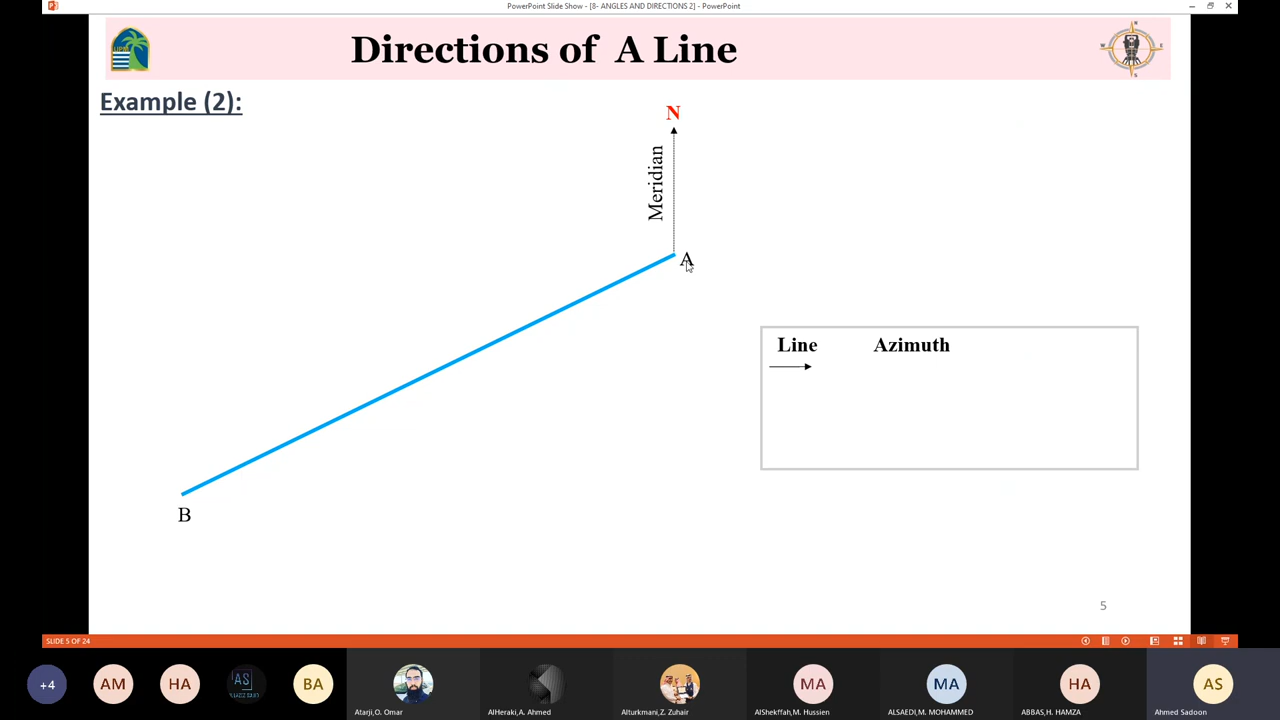 PowerPoint Slide Show - [8- ANGLES AND DIRECTIONS 2] - PowerPoint
Directions of A Line
Example (2):
N
Meridian
A
Line Azimuth
B
5
SLIDE 5 OF 24
+4
AM
HA
AS
BA
MA
MA
HA
AS
Atarji,O. Omar
AlHeraki,A. Ahmed
Alturkmani,Z. Zuhair
AlShekffah,M. Hussien
ALSAEDI,M. MOHAMMED
ABBAS,H. HAMZA
Ahmed Sadoon